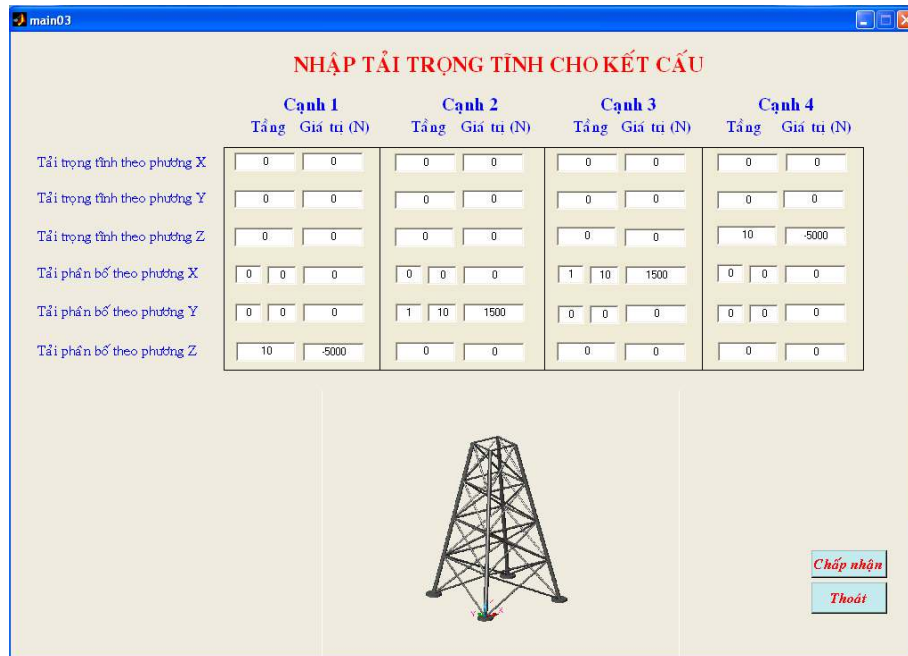 main03
NHẬP TẢI TRỌNG TĨNH CHO KẾT CẤU
Cạnh 1 Cạnh 2 Cạnh 3 Cạnh 4
Tầng Giá trị (N) Tầng Giá trị (N) Tầng Giá trị (N) Tầng Giá trị (N)
Tải trọng tĩnh theo phương X 0 0 0 0 0 0 0 0
Tải trọng tĩnh theo phương Y 0 0 0 0 0 0 0 0
Tải trọng tĩnh theo phương Z 0 0 0 0 0 0 10 -5000
Tải phân bố theo phương X 0 0 0 0 0 0 1 10 1500 0 0 0
Tải phân bố theo phương Y 0 0 0 1 10 1500 0 0 0 0 0 0
Tải phân bố theo phương Z 10 -5000 0 0 0 0 0 0
Y X
Chấp nhận
Thoát